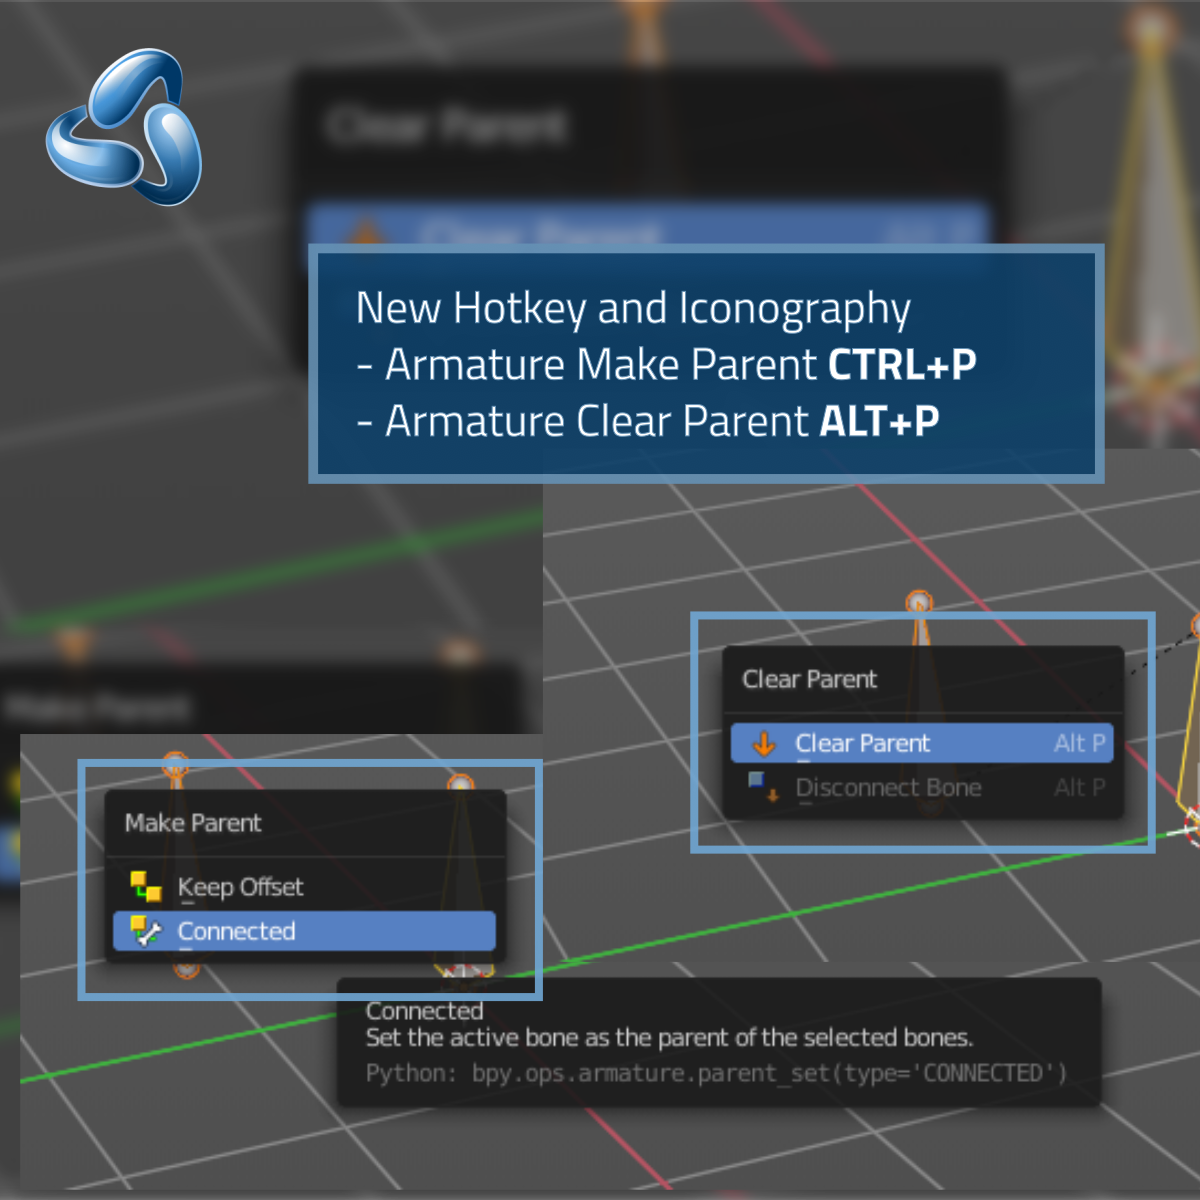 Clear Parent
Clear Parent Alt P
New Hotkey and Iconography
- Armature Make Parent CTRL+P
- Armature Clear Parent ALT+P
Make Parent
Clear Parent
Clear Parent Alt P
Disconnect Bone Alt P
Make Parent
Keep Offset
Connected
Connected
Set the active bone as the parent of the selected bones.
Python: bpy.ops.armature.parent_set(type='CONNECTED')